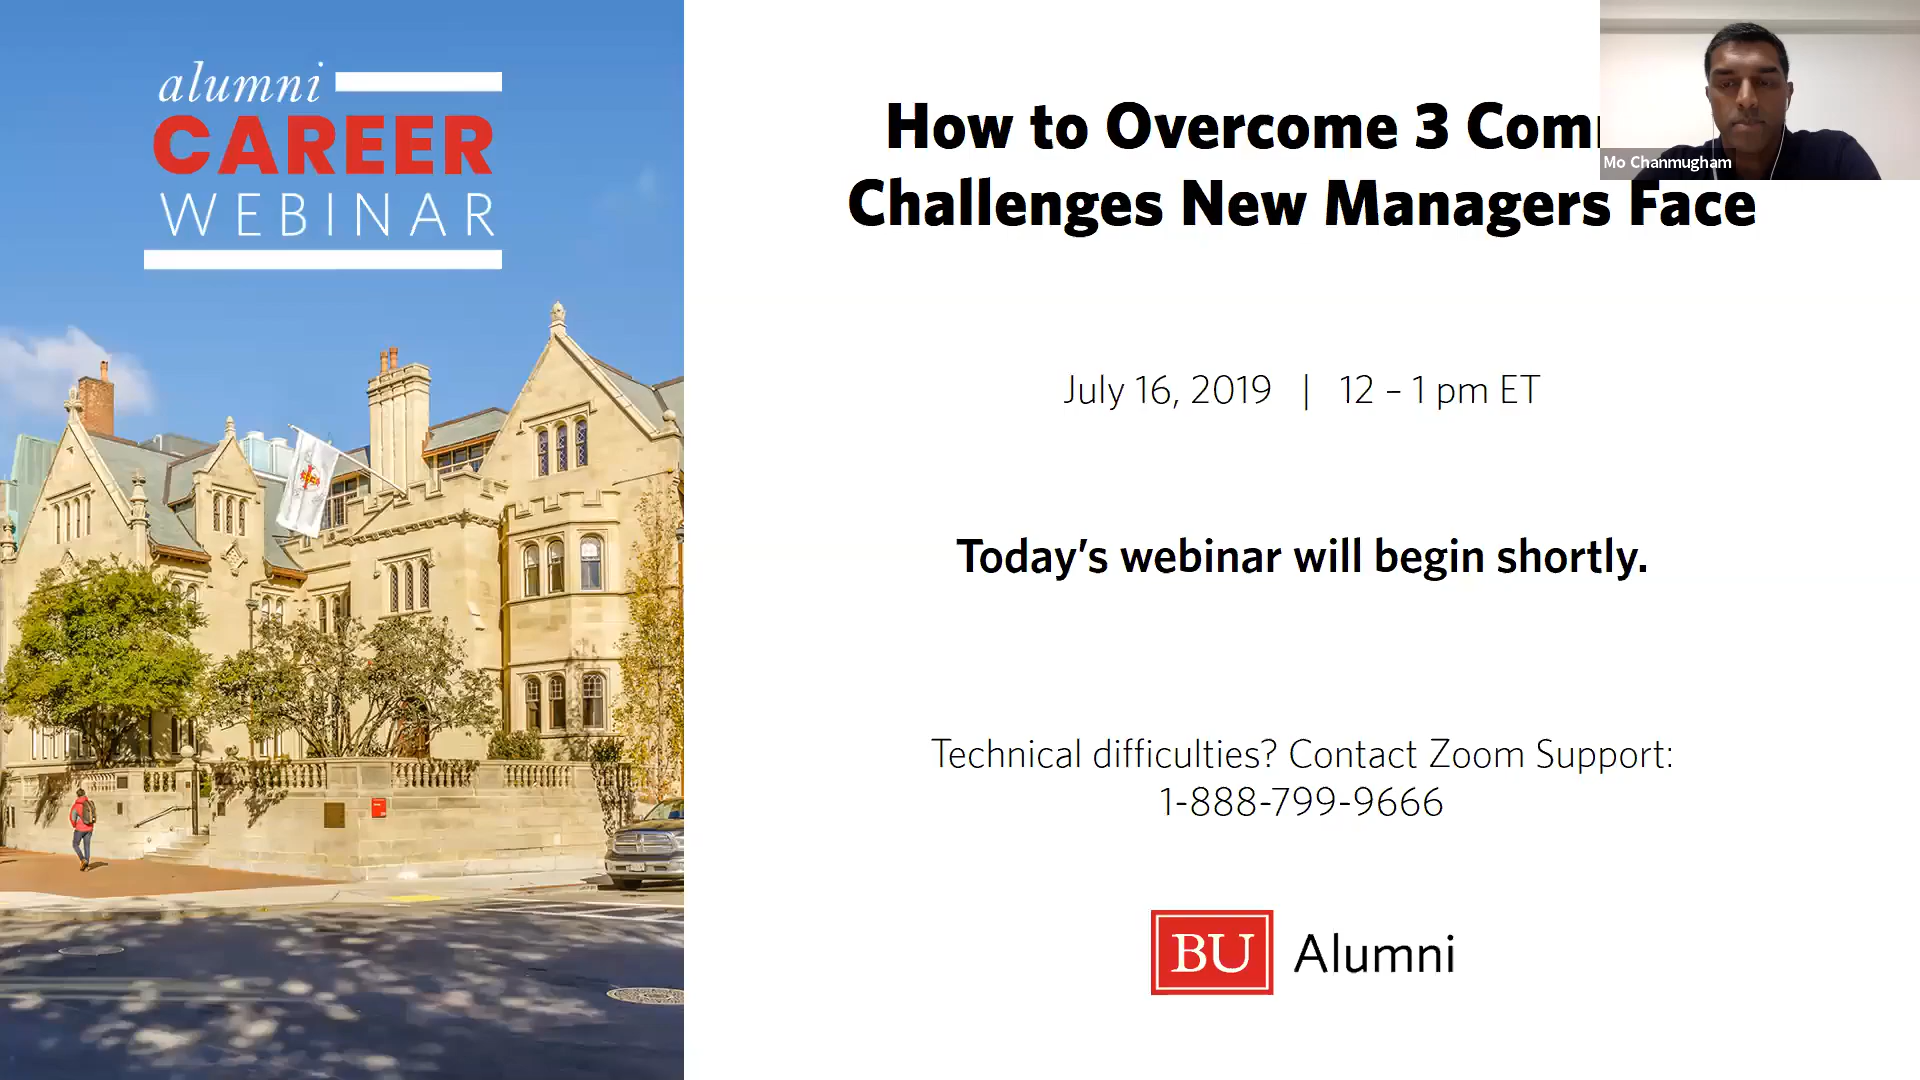 alumni
CAREER
WEBINAR
How to Overcome 3 Com
Challenges New Managers Face
Mo Chanmugham
July 16, 2019 | 12 – 1 pm ET
Today's webinar will begin shortly.
Technical difficulties? Contact Zoom Support:
1-888-799-9666
BU Alumni